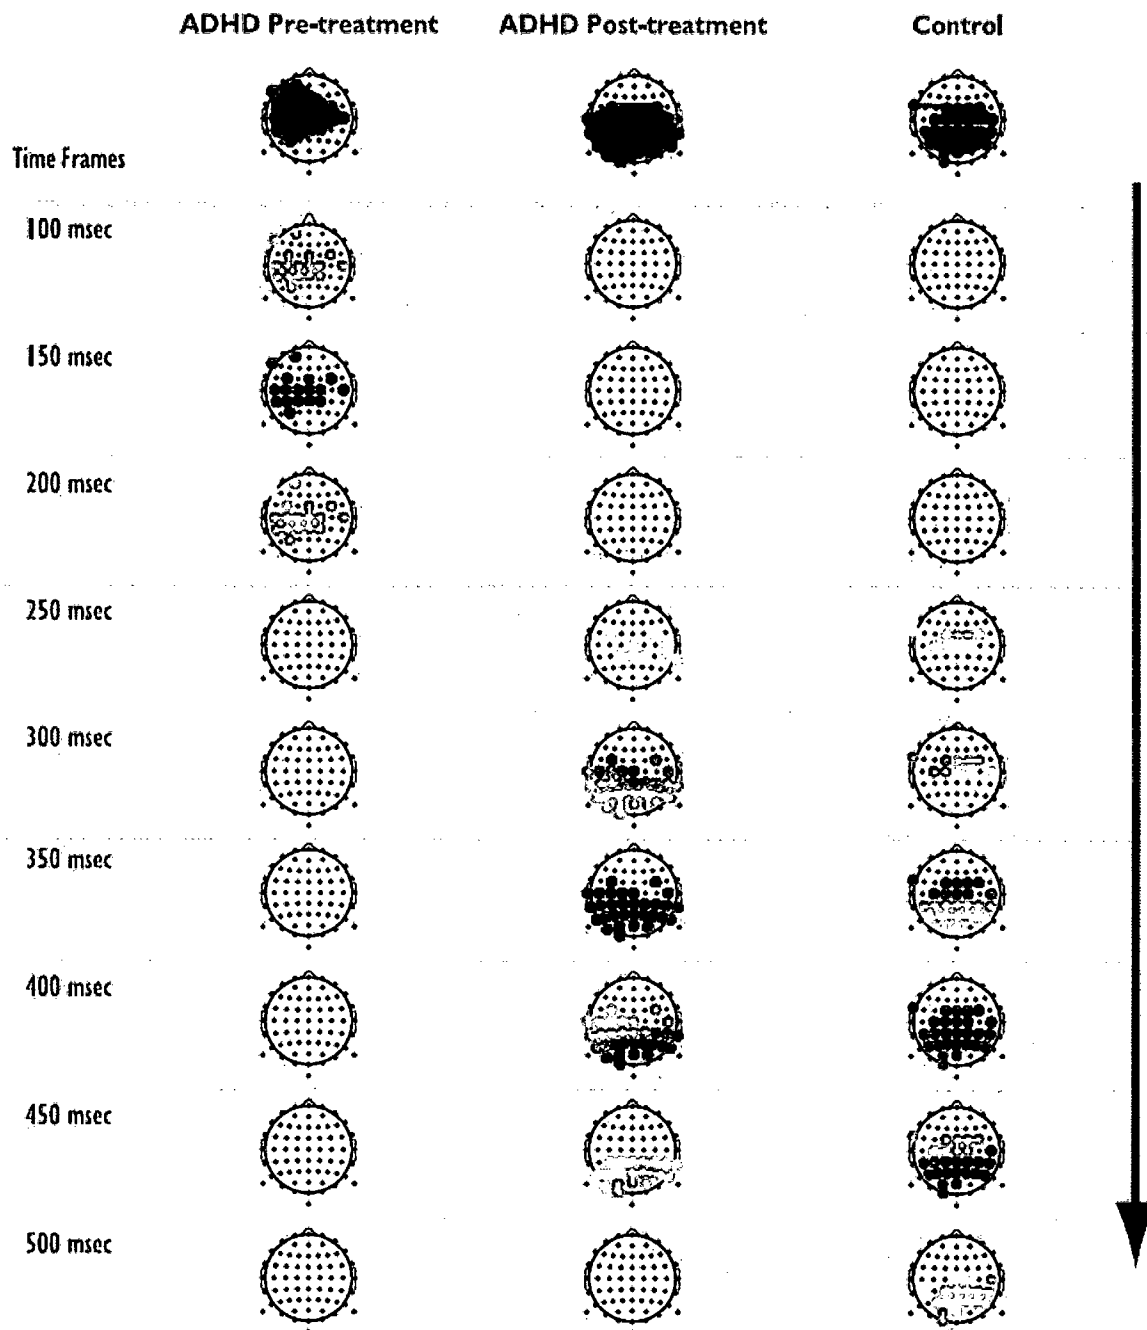 ADHD Pre-treatment ADHD Post-treatment Control
Time Frames
100 msec
150 msec
200 msec
250 msec
300 msec
350 msec
400 msec
450 msec
500 msec